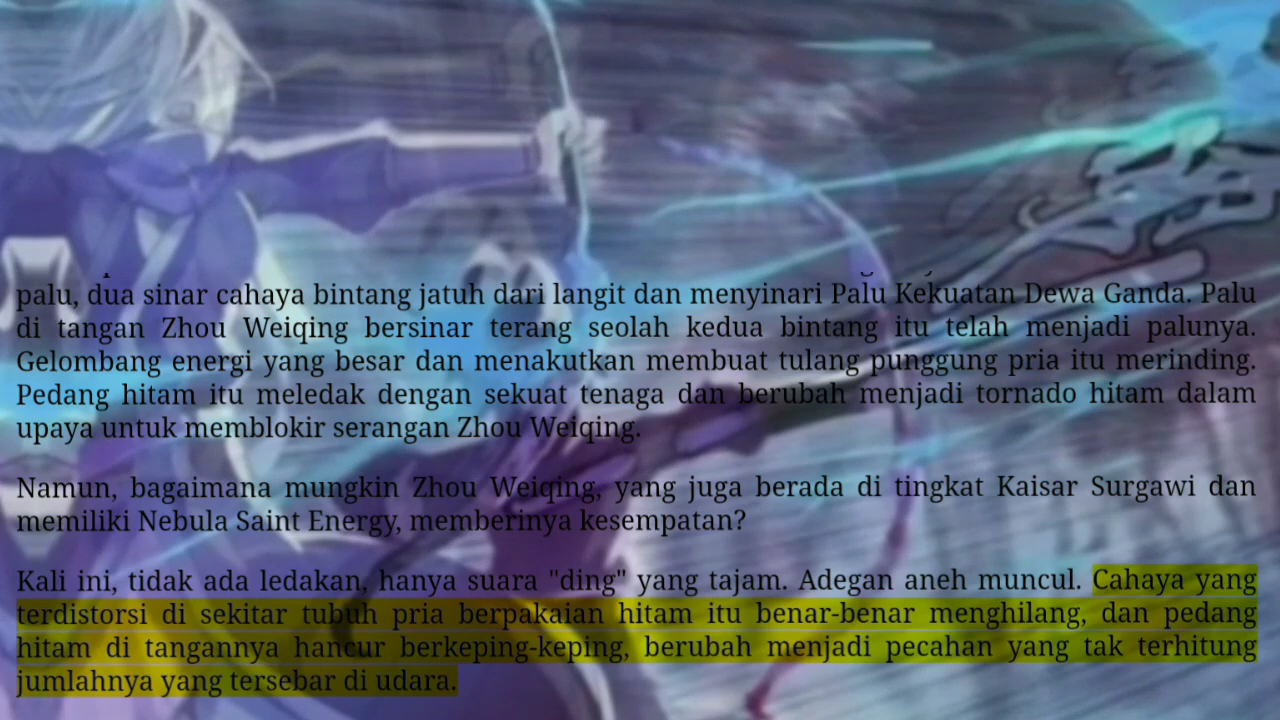 palu, dua sinar cahaya bintang jatuh dari langit dan menyinari Palu Kekuatan Dewa Ganda. Palu
di tangan Zhou Weiqing bersinar terang seolah kedua bintang itu telah menjadi palunya.
Gelombang energi yang besar dan menakutkan membuat tulang punggung pria itu merinding.
Pedang hitam itu meledak dengan sekuat tenaga dan berubah menjadi tornado hitam dalam
upaya untuk memblokir serangan Zhou Weiqing.
Namun, bagaimana mungkin Zhou Weiqing, yang juga berada di tingkat Kaisar Surgawi dan
memiliki Nebula Saint Energy, memberinya kesempatan?
Kali ini, tidak ada ledakan, hanya suara "ding" yang tajam. Adegan aneh muncul. Cahaya yang
terdistorsi di sekitar tubuh pria berpakaian hitam itu benar-benar menghilang, dan pedang
hitam di tangannya hancur berkeping-keping, berubah menjadi pecahan yang tak terhitung
jumlahnya yang tersebar di udara.